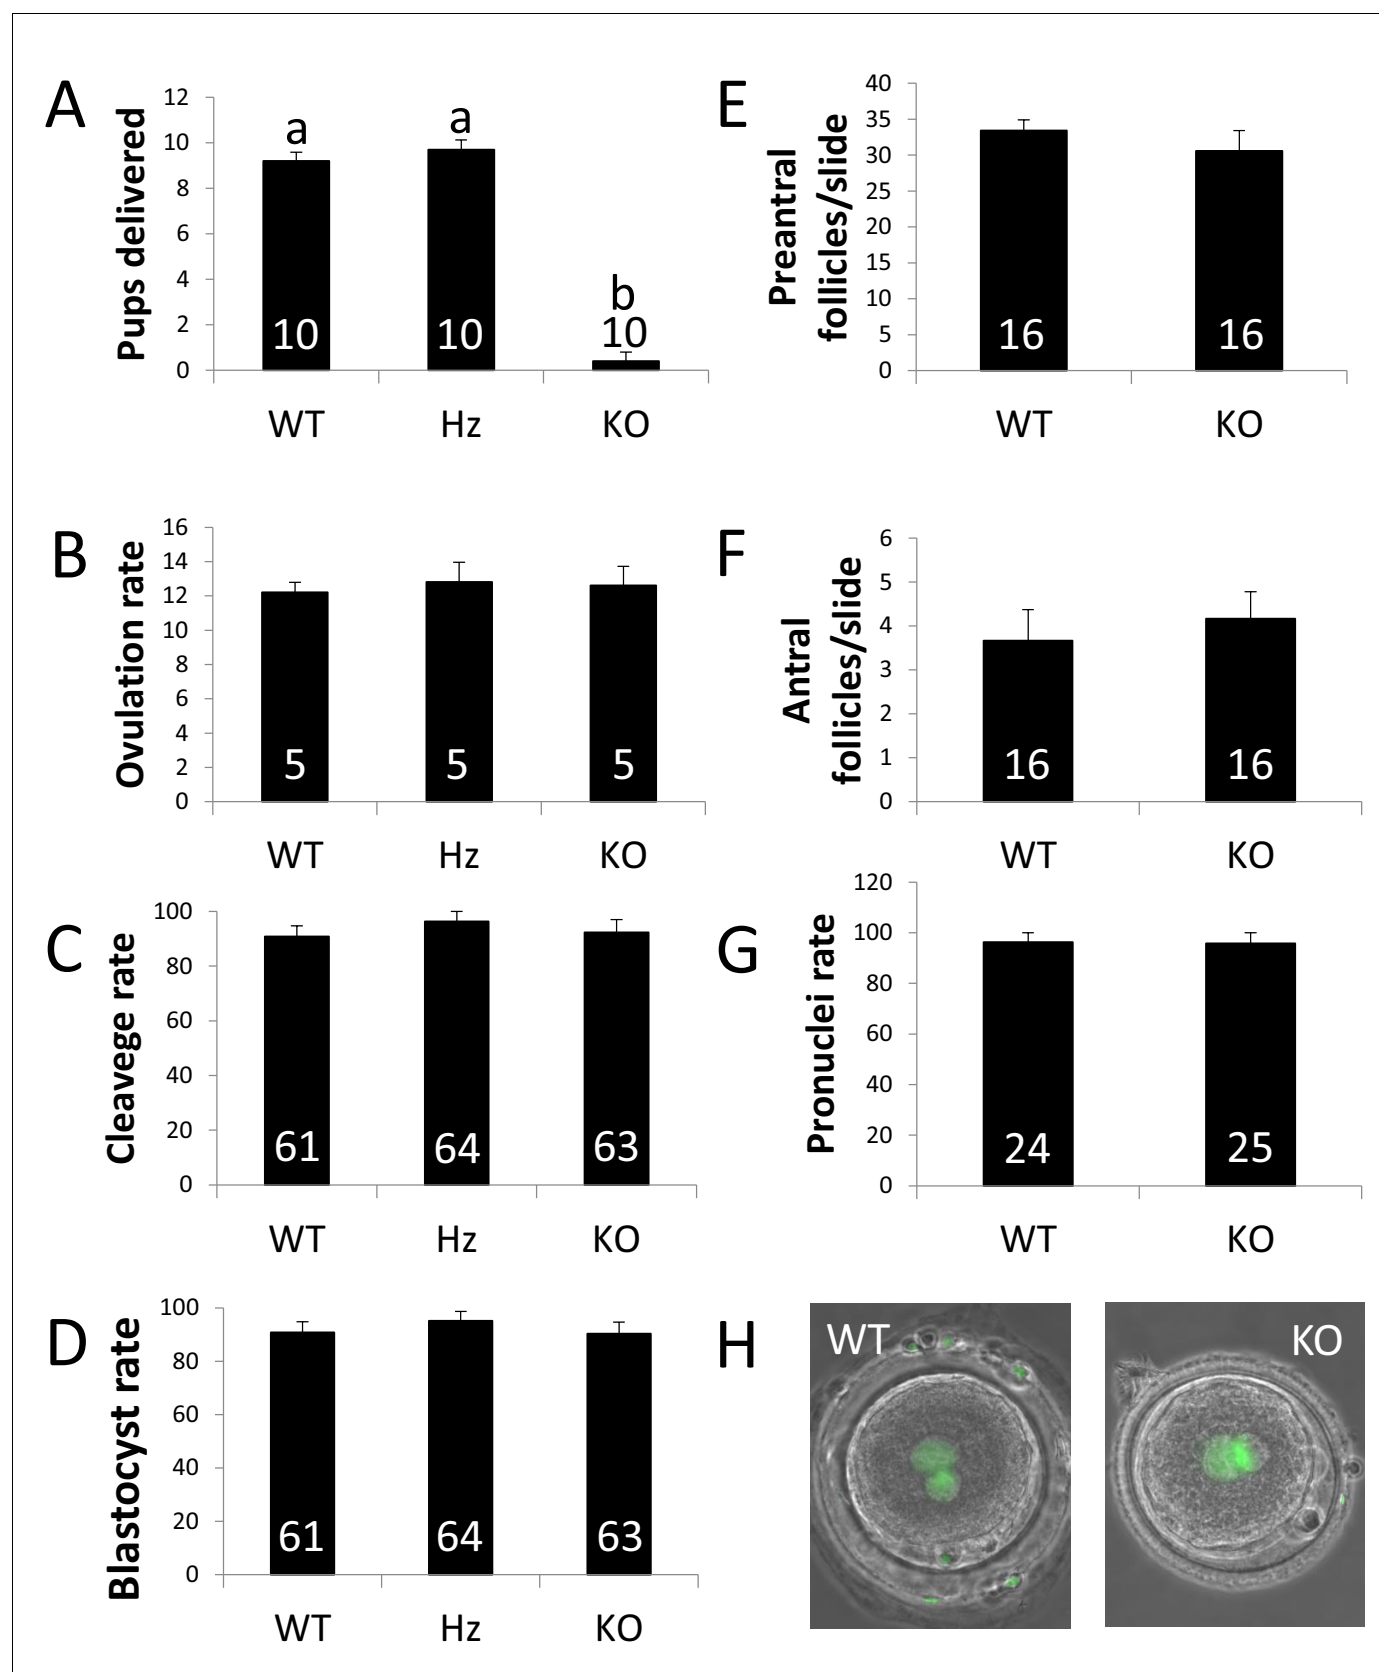 A
Pups delivered
12
10
8
6
4
2
0
a
a
b
10
10
10
WT Hz KO
B
Ovulation rate
16
14
12
10
8
6
4
2
0
5
5
5
WT Hz KO
C
Cleavege rate
100
80
60
40
20
0
61
64
63
WT Hz KO
D
Blastocyst rate
100
80
60
40
20
0
61
64
63
WT Hz KO
E
Preantral
follicles/slide
40
35
30
25
20
15
10
5
0
16
16
WT KO
F
Antral
follicles/slide
6
5
4
3
2
1
0
16
16
WT KO
G
Pronuclei rate
120
100
80
60
40
20
0
24
25
WT KO
H
WT
KO